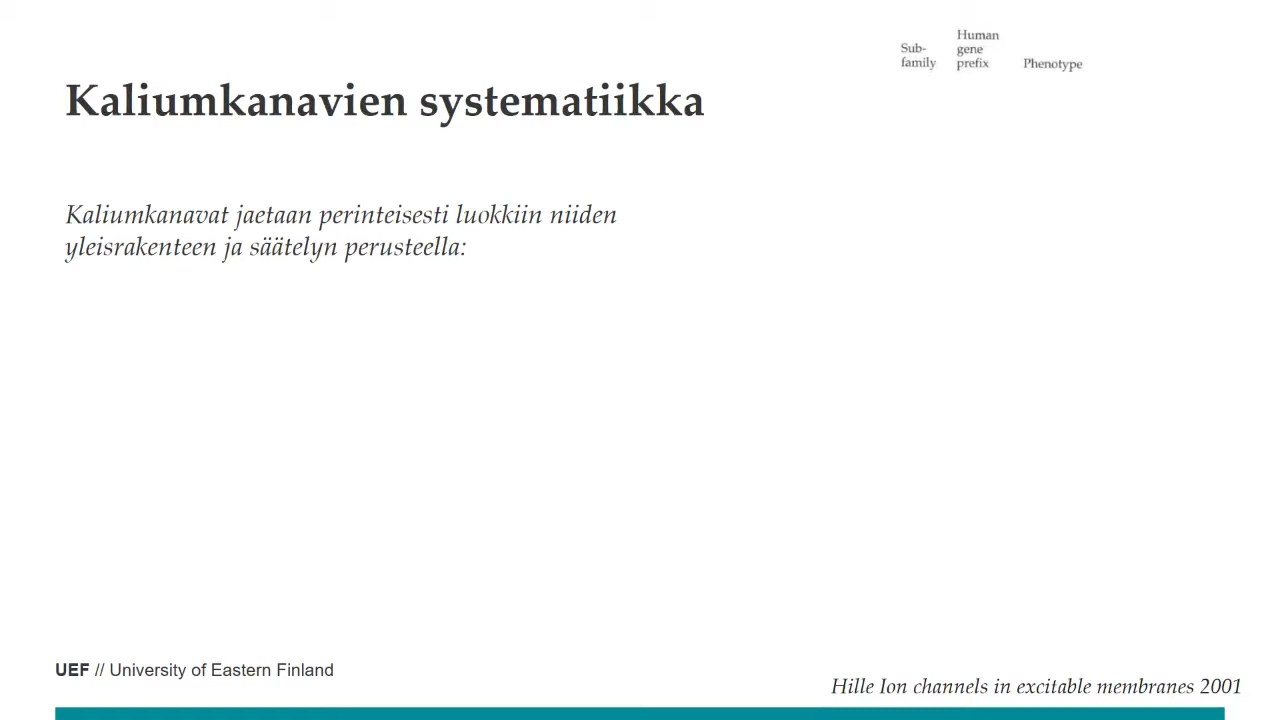 Sub-
family
Human
gene
prefix
Phenotype
Kaliumkanavien systematiikka
Kaliumkanavat jaetaan perinteisesti luokkiin niiden
yleisrakenteen ja säätelyn perusteella:
UEF // University of Eastern Finland
Hille Ion channels in excitable membranes 2001